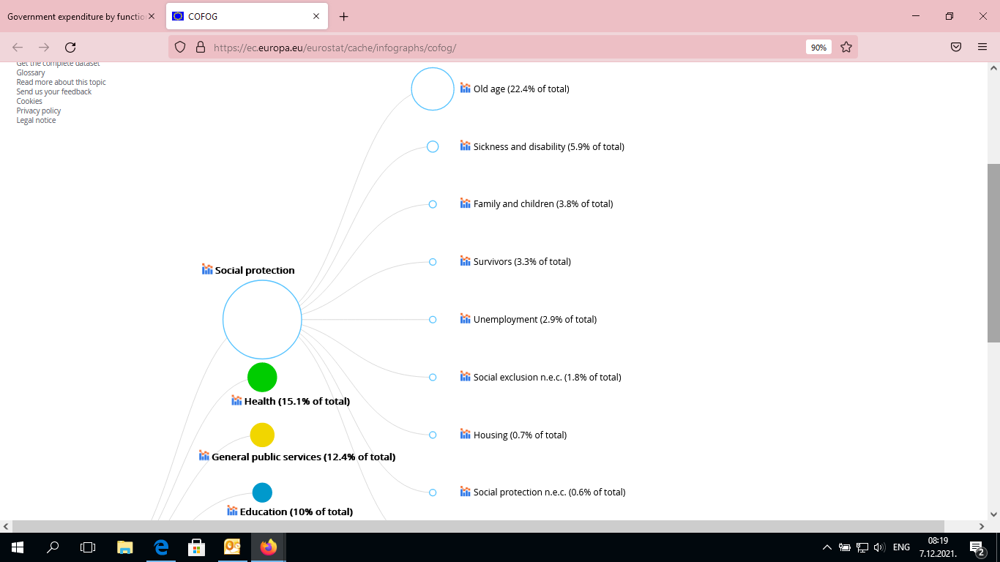 Government expenditure by functio
COFOG
https://ec.europa.eu/eurostat/cache/infographs/cofog/
90%
Get the complete dataset
Glossary
Read more about this topic
Send us your feedback
Cookies
Privacy policy
Legal notice
Old age (22.4% of total)
Sickness and disability (5.9% of total)
Family and children (3.8% of total)
Survivors (3.3% of total)
Social protection
Unemployment (2.9% of total)
Social exclusion n.e.c. (1.8% of total)
Health (15.1% of total)
Housing (0.7% of total)
General public services (12.4% of total)
Social protection n.e.c. (0.6% of total)
Education (10% of total)
ENG
08:19
7.12.2021.
2